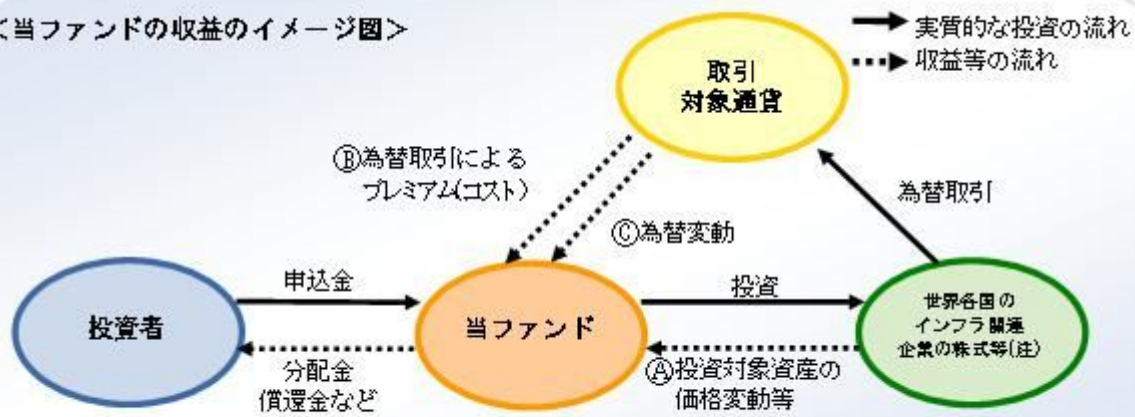 ＜当ファンドの収益のイメージ図＞
実質的な投資の流れ
収益等の流れ
取引
対象通貨
Ⓑ為替取引による
プレミアム(コスト)
為替取引
Ⓒ為替変動
申込金
投資
投資者
当ファンド
世界各国の
インフラ関連
企業の株式等(注)
分配金
償還金など
Ⓐ投資対象資産の
価格変動等